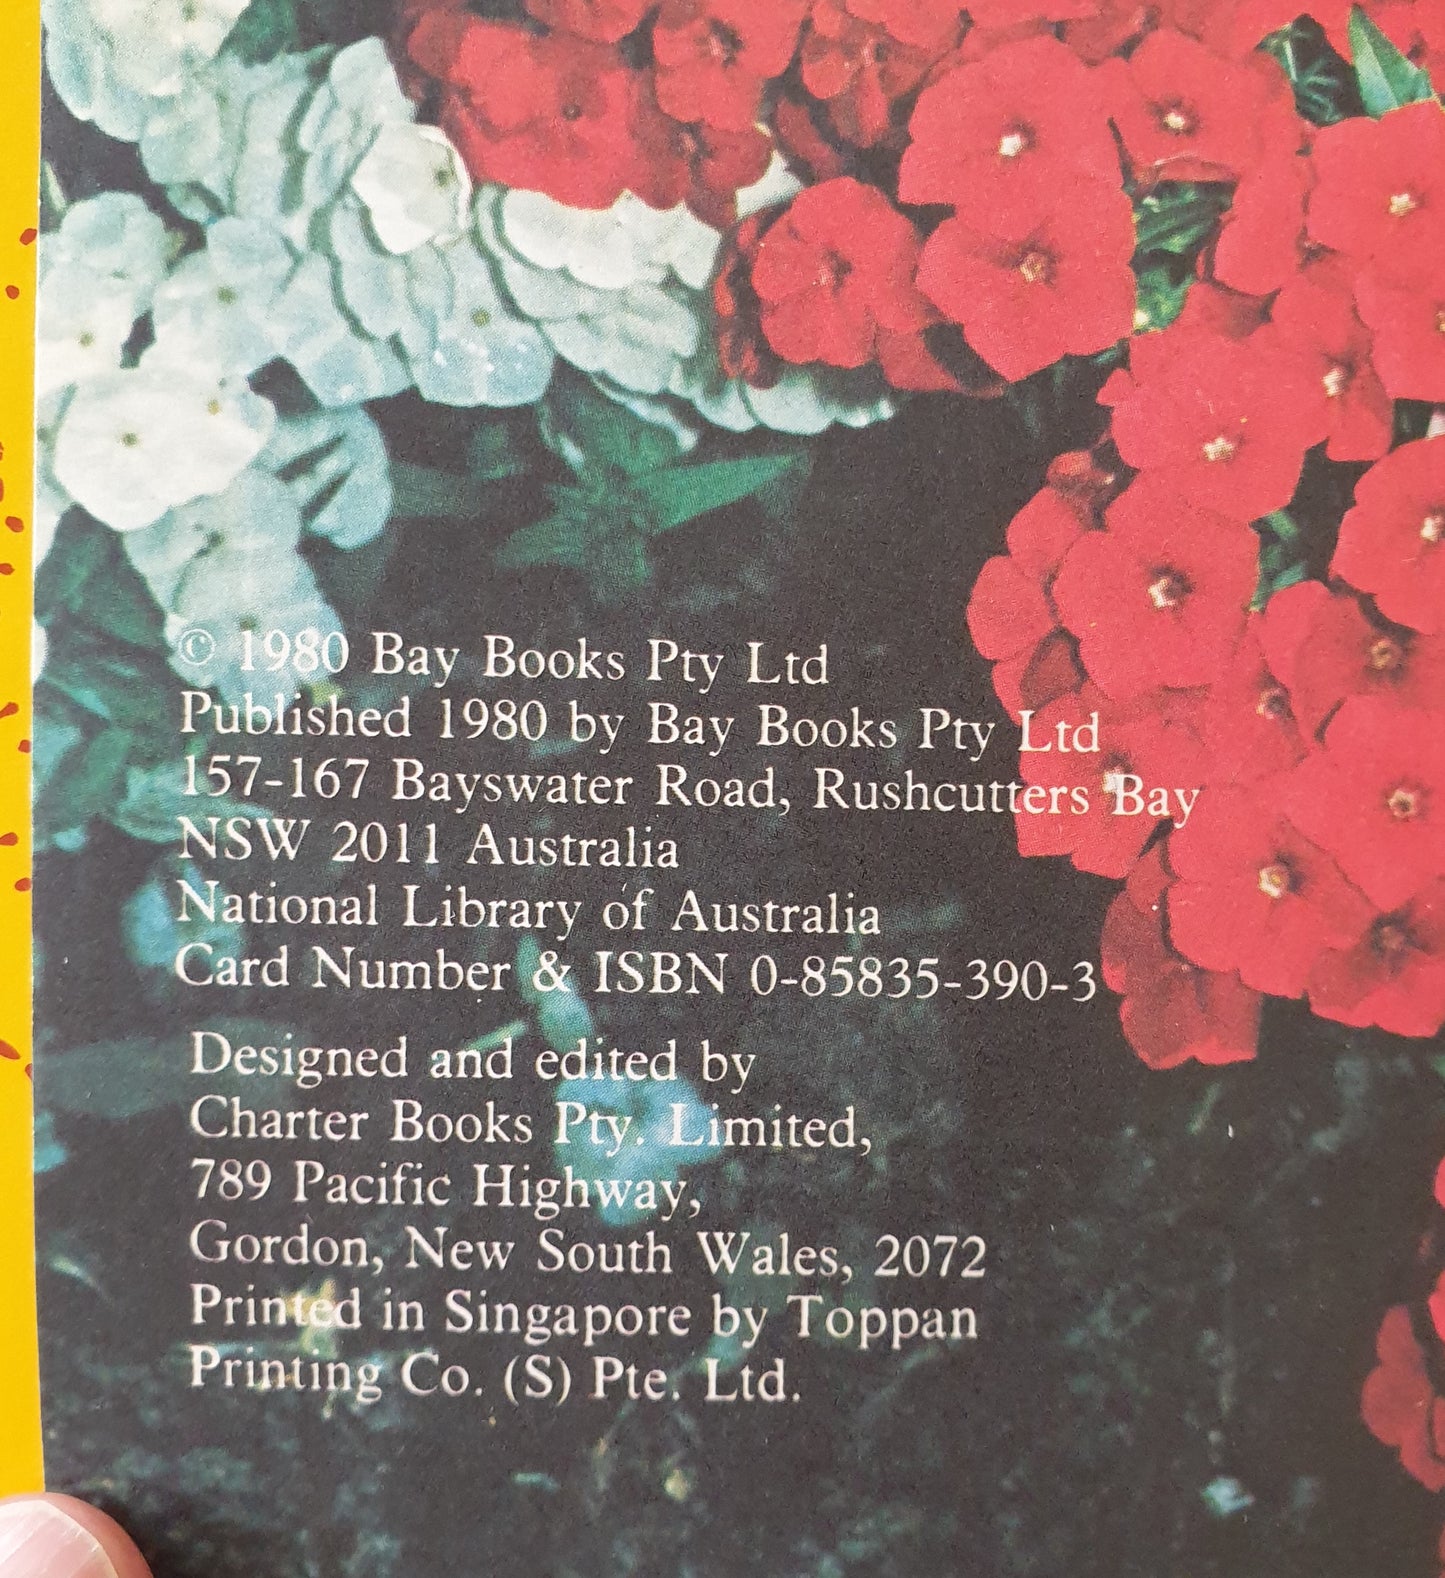 © 1980 Bay Books Pty Ltd
Published 1980 by Bay Books Pty Ltd
157-167 Bayswater Road, Rushcutters Bay
NSW 2011 Australia
National Library of Australia
Card Number & ISBN 0-85835-390-3
Designed and edited by
Charter Books Pty. Limited,
789 Pacific Highway,
Gordon, New South Wales, 2072
Printed in Singapore by Toppan
Printing Co. (S) Pte. Ltd.